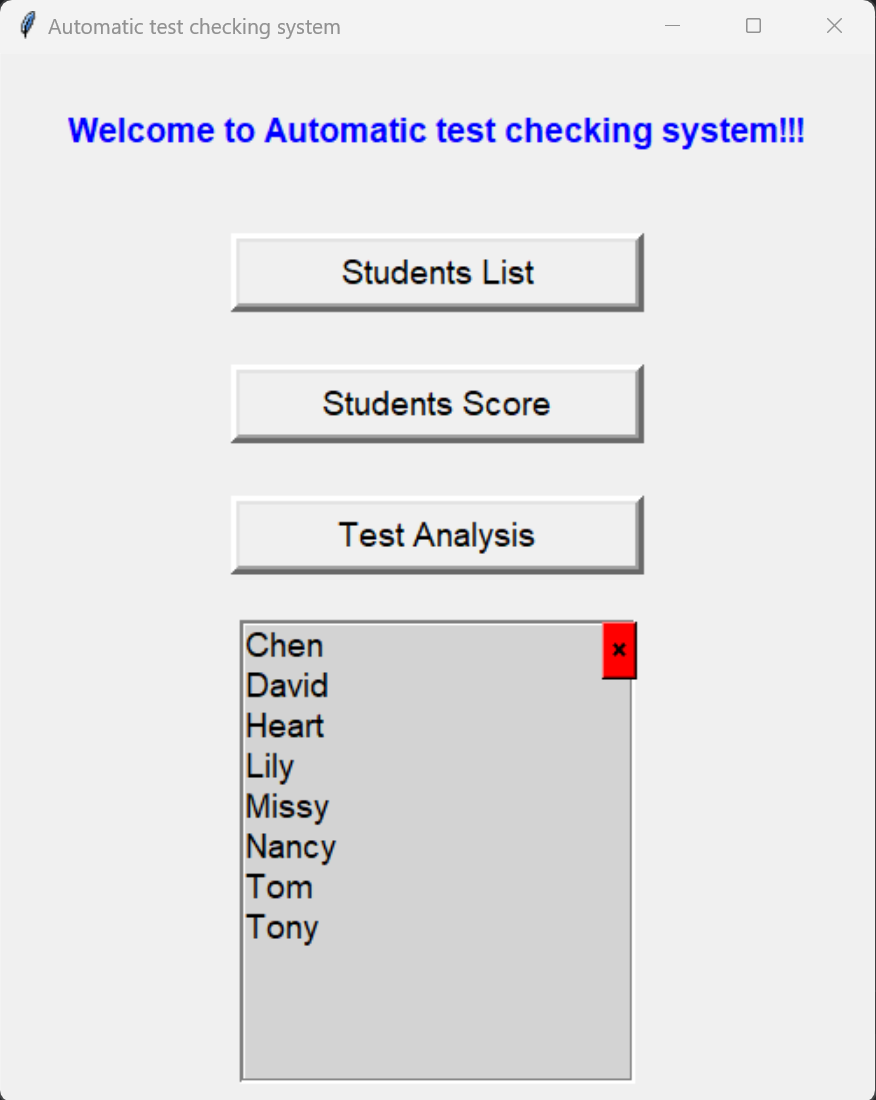 Automatic test checking system
Welcome to Automatic test checking system!!!
Students List
Students Score
Test Analysis
Chen
×
David
Heart
Lily
Missy
Nancy
Tom
Tony